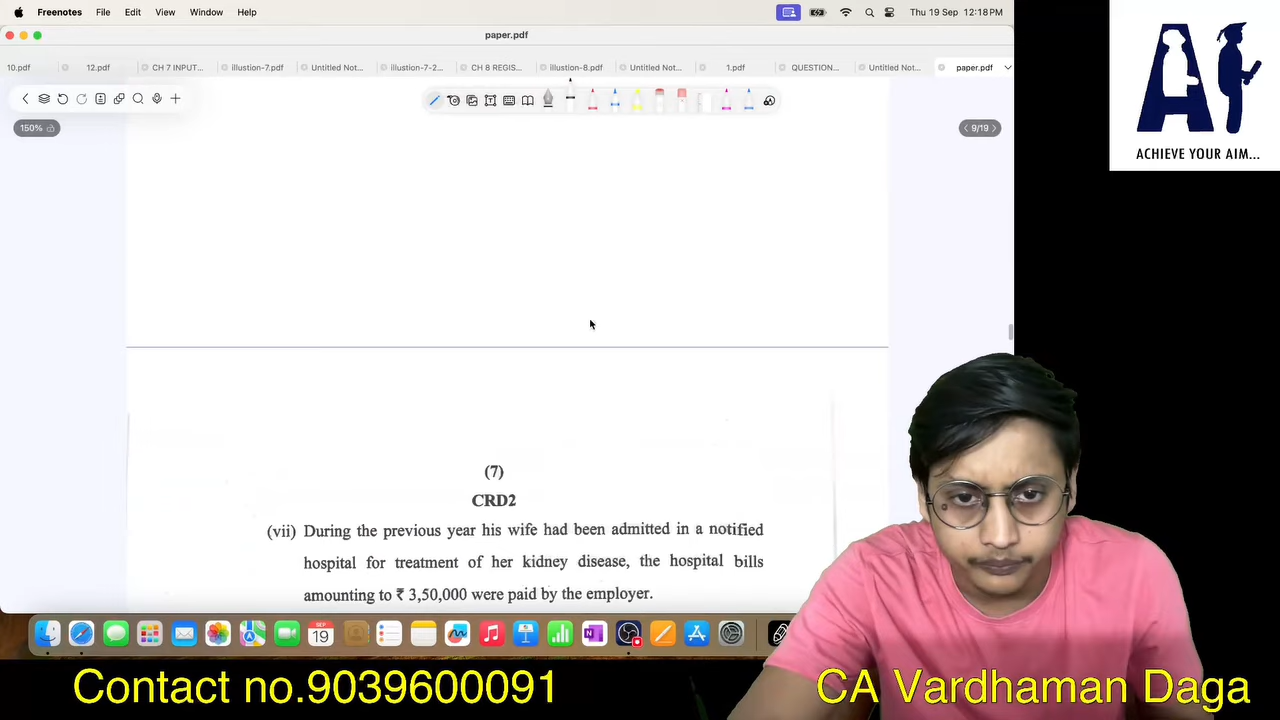 Freenotes File Edit View Window Help Thu 19 Sep 12:18 PM
paper.pdf
10.pdf 12.pdf CH 7 INPUT... illustion-7.pdf Untitled Not... illustion-7-2... CH 8 REGIS... illustion-8.pdf Untitled Not... 1.pdf QUESTION... Untitled Not... paper.pdf
150% 9/19
ACHIEVE YOUR AIM...
(7)
CRD2
(vii) During the previous year his wife had been admitted in a notified
hospital for treatment of her kidney disease, the hospital bills
amounting to ₹ 3,50,000 were paid by the employer.
SEP
19
Contact no.9039600091 CA Vardhaman Daga